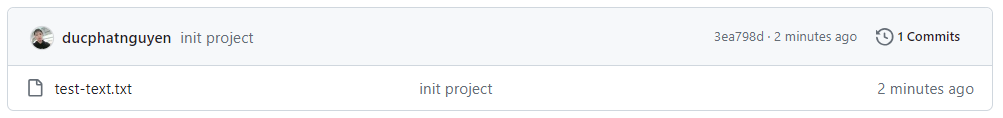 ducphatnguyen init project 3ea798d · 2 minutes ago 1 Commits
test-text.txt init project 2 minutes ago